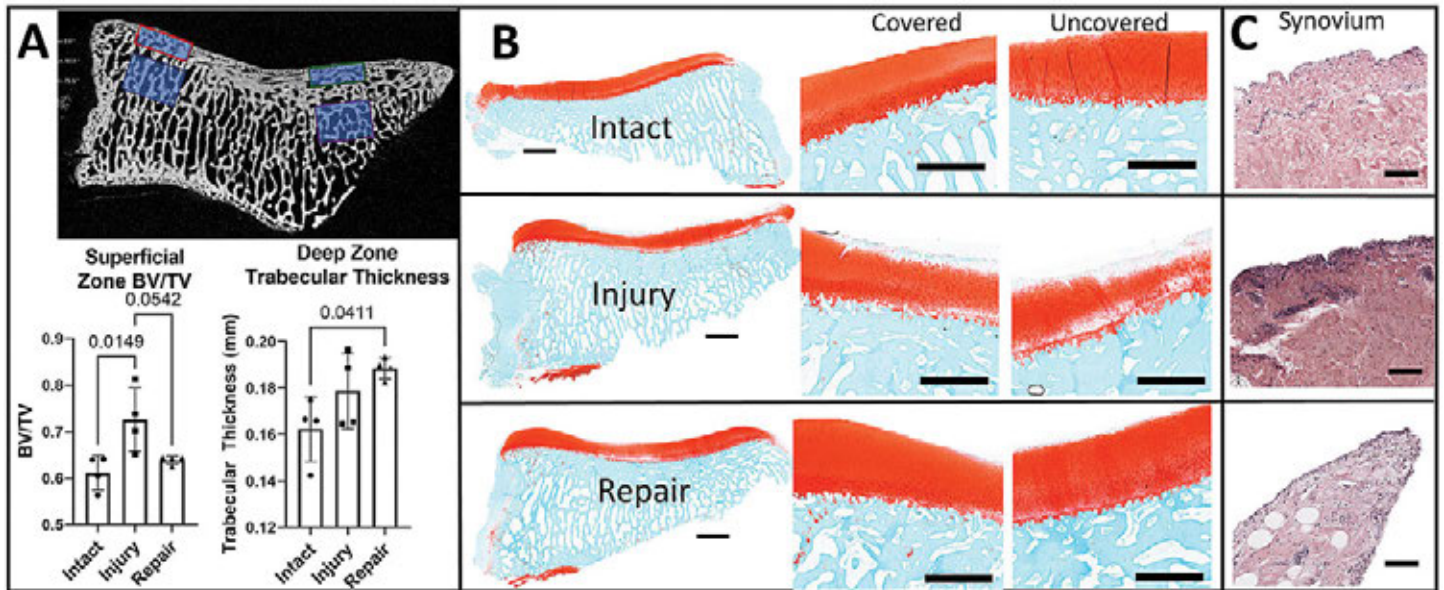 A
Superficial
Zone BV/TV
0.0542
0.0149
BV/TV
0.9
0.8
0.7
0.6
0.5
Intact
Injury
Repair
Deep Zone
Trabecular Thickness
0.0411
Trabecular Thickness (mm)
0.20
0.18
0.16
0.14
0.12
Intact
Injury
Repair
B
Covered
Uncovered
Intact
Injury
Repair
C
Synovium